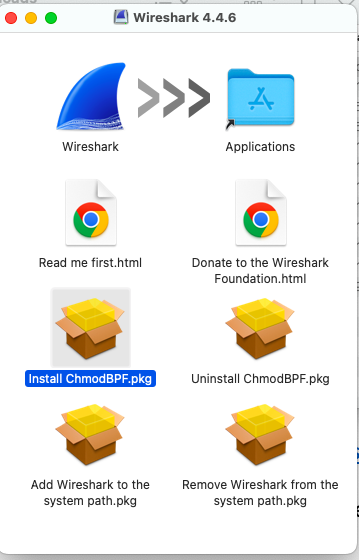 Wireshark 4.4.6
Wireshark
Applications
Read me first.html
Donate to the Wireshark
Foundation.html
Install ChmodBPF.pkg
Uninstall ChmodBPF.pkg
Add Wireshark to the
system path.pkg
Remove Wireshark from the
system path.pkg